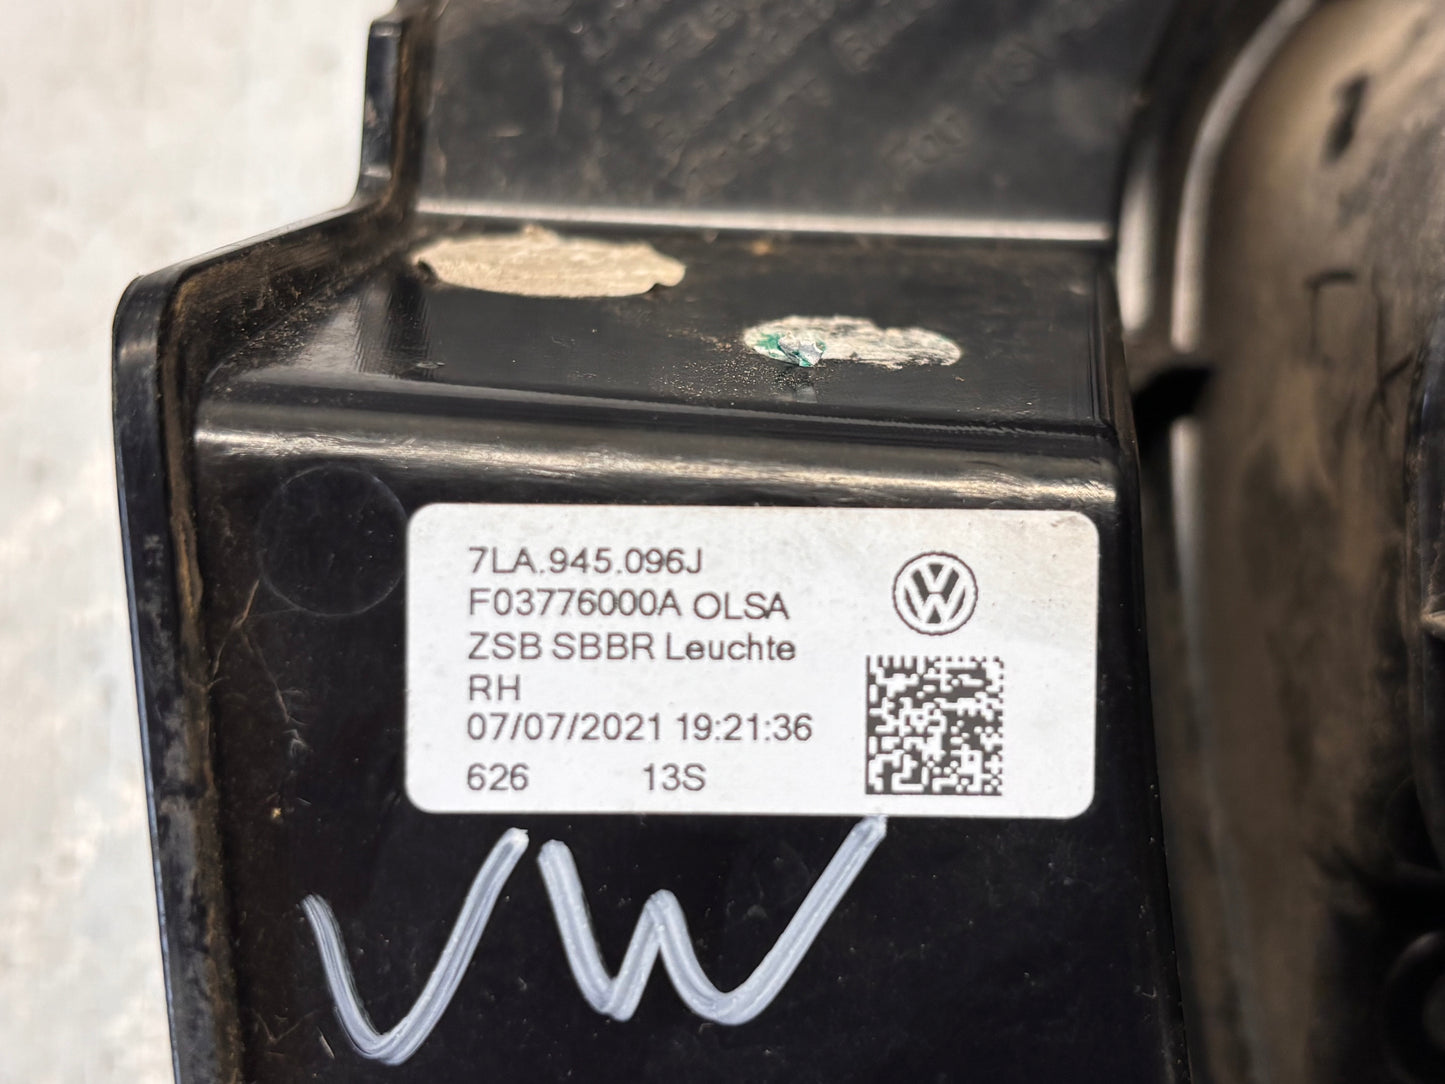 7LA.945.096J
F03776000A OLSA
ZSB SBBR Leuchte
RH
07/07/2021 19:21:36
626 13S
VW